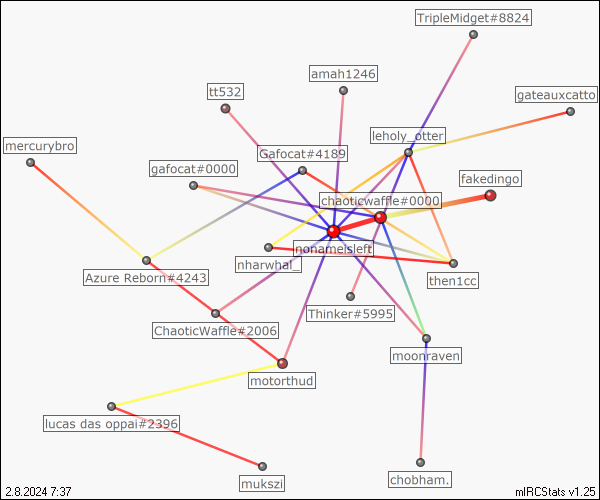 TripleMidget#8824
amah1246
tt532
gateauxcatto
leholy_otter
mercurybro
Gafocat#4189
gafocat#0000
fakedingo
chaoticwaffle#0000
nonameisleft
nharwhal_
Azure Reborn#4243
then1cc
Thinker#5995
ChaoticWaffle#2006
moonraven
motorthud
lucas das oppai#2396
mukszi
chobham.
2.8.2024 7:37
mIRCStats v1.25